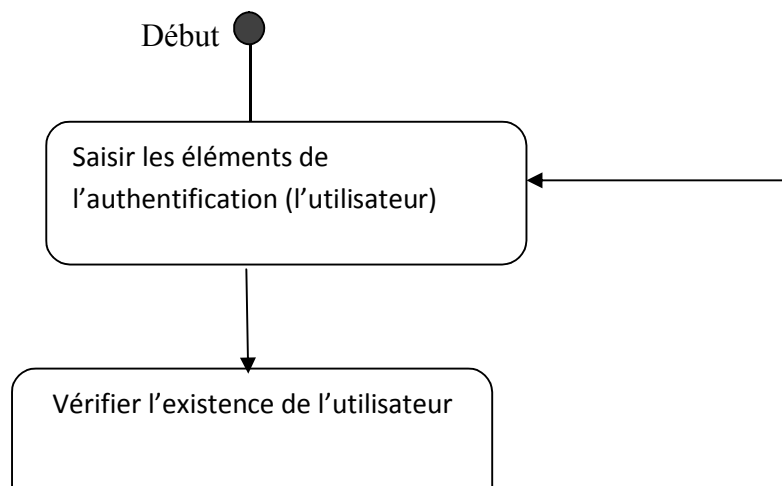 Début
Saisir les éléments de
l’authentification (l’utilisateur)
Vérifier l’existence de l’utilisateur